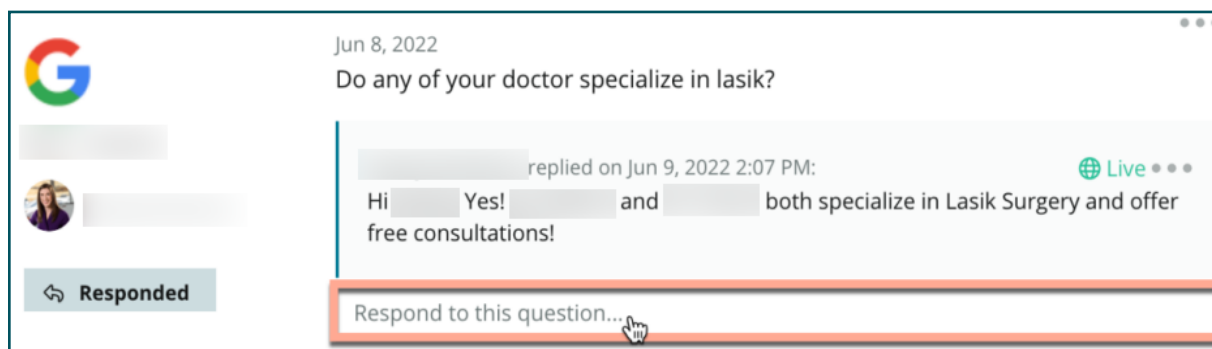 Jun 8, 2022
Do any of your doctor specialize in lasik?
replied on Jun 9, 2022 2:07 PM:
Live
Hi Yes! and both specialize in Lasik Surgery and offer
free consultations!
Responded
Respond to this question...